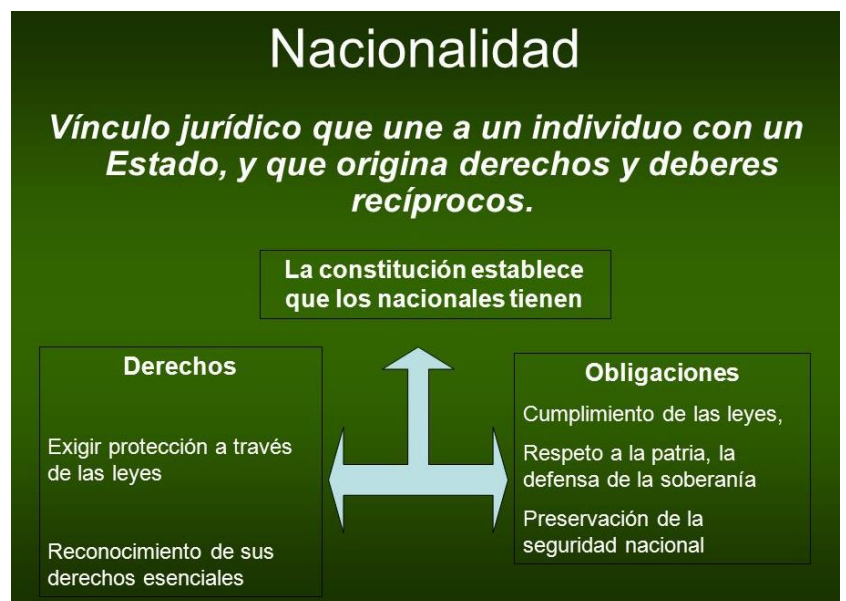 Nacionalidad
Vínculo jurídico que une a un individuo con un
Estado, y que origina derechos y deberes
recíprocos.
La constitución establece
que los nacionales tienen
Derechos
Exigir protección a través
de las leyes
Reconocimiento de sus
derechos esenciales
Obligaciones
Cumplimiento de las leyes,
Respeto a la patria, la
defensa de la soberanía
Preservación de la
seguridad nacional